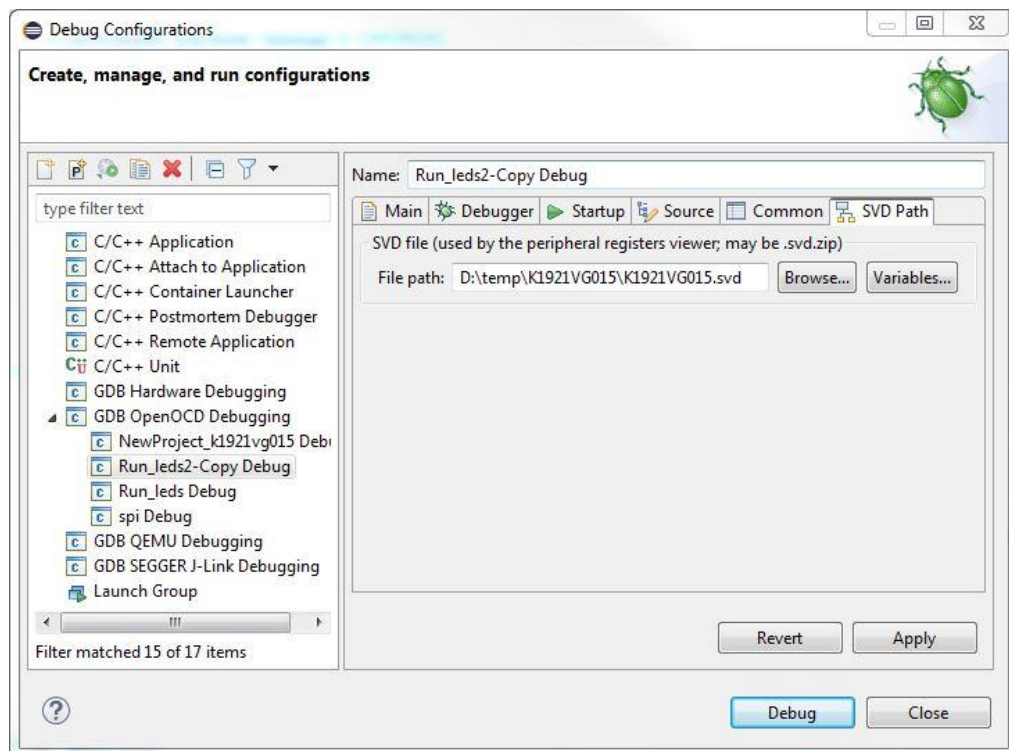 Debug Configurations
Create, manage, and run configurations
type filter text
C/C++ Application
C/C++ Attach to Application
C/C++ Container Launcher
C/C++ Postmortem Debugger
C/C++ Remote Application
C/C++ Unit
GDB Hardware Debugging
GDB OpenOCD Debugging
NewProject_k1921vg015 Deb
Run_leds2-Copy Debug
Run_leds Debug
spi Debug
GDB QEMU Debugging
GDB SEGGER J-Link Debugging
Launch Group
Filter matched 15 of 17 items
Name: Run_leds2-Copy Debug
Main Debugger Startup Source Common SVD Path
SVD file (used by the peripheral registers viewer; may be .svd.zip)
File path: D:\temp\K1921VG015\K1921VG015.svd Browse... Variables...
Revert Apply
Debug Close